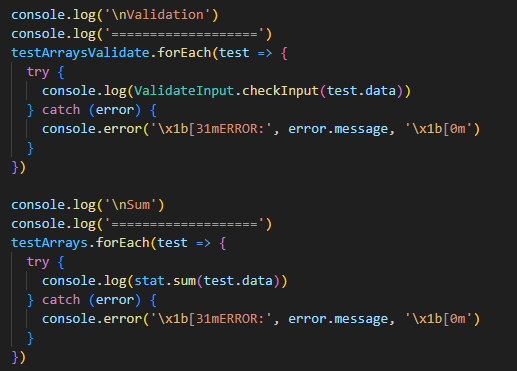 console.log('\nValidation')
console.log('===================')
testArraysValidate.forEach(test => {
  try {
    console.log(ValidateInput.checkInput(test.data))
  } catch (error) {
    console.error('\x1b[31mERROR:', error.message, '\x1b[0m')
  }
})

console.log('\nSum')
console.log('===================')
testArrays.forEach(test => {
  try {
    console.log(stat.sum(test.data))
  } catch (error) {
    console.error('\x1b[31mERROR:', error.message, '\x1b[0m')
  }
})